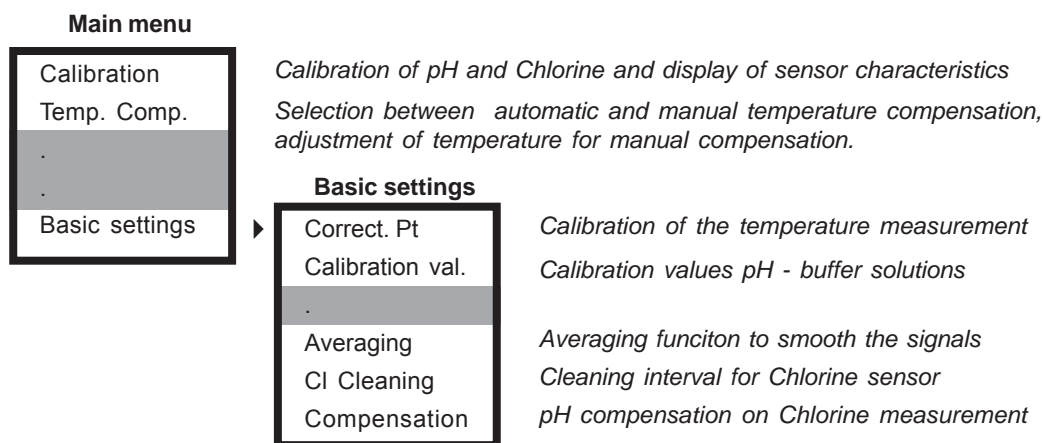 Main menu
Calibration
Calibration of pH and Chlorine and display of sensor characteristics
Temp. Comp.
Selection between automatic and manual temperature compensation,
adjustment of temperature for manual compensation.
.
.
Basic settings
Basic settings
Correct. Pt
Calibration of the temperature measurement
Calibration val.
Calibration values pH - buffer solutions
.
Averaging
Averaging funciton to smooth the signals
Cl Cleaning
Cleaning interval for Chlorine sensor
Compensation
pH compensation on Chlorine measurement